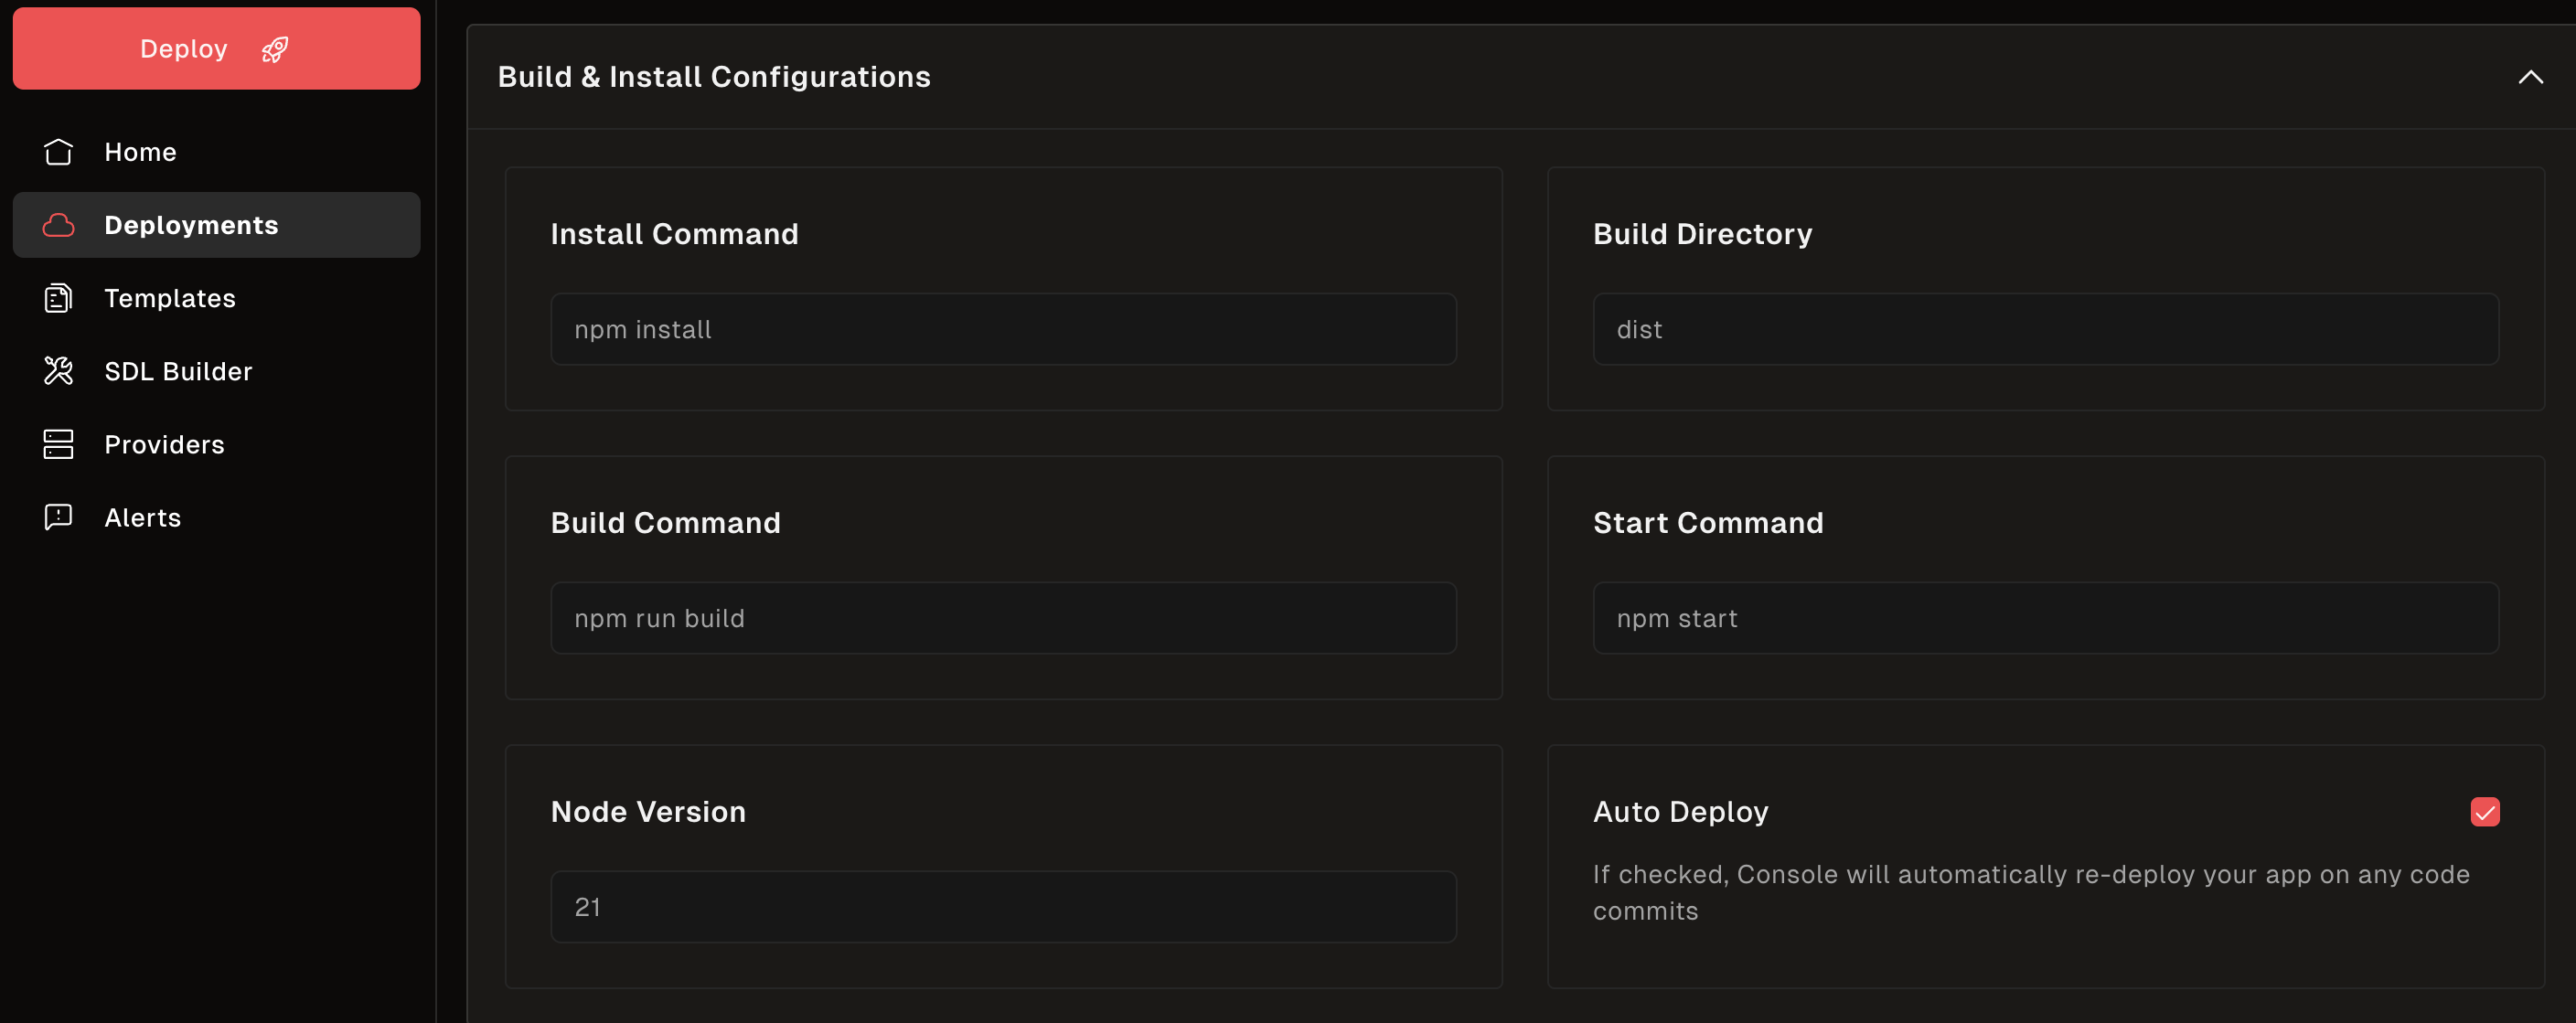 Deploy
Home
Deployments
Templates
SDL Builder
Providers
Alerts
Build & Install Configurations
Install Command
npm install
Build Directory
dist
Build Command
npm run build
Start Command
npm start
Node Version
21
Auto Deploy
If checked, Console will automatically re-deploy your app on any code
commits